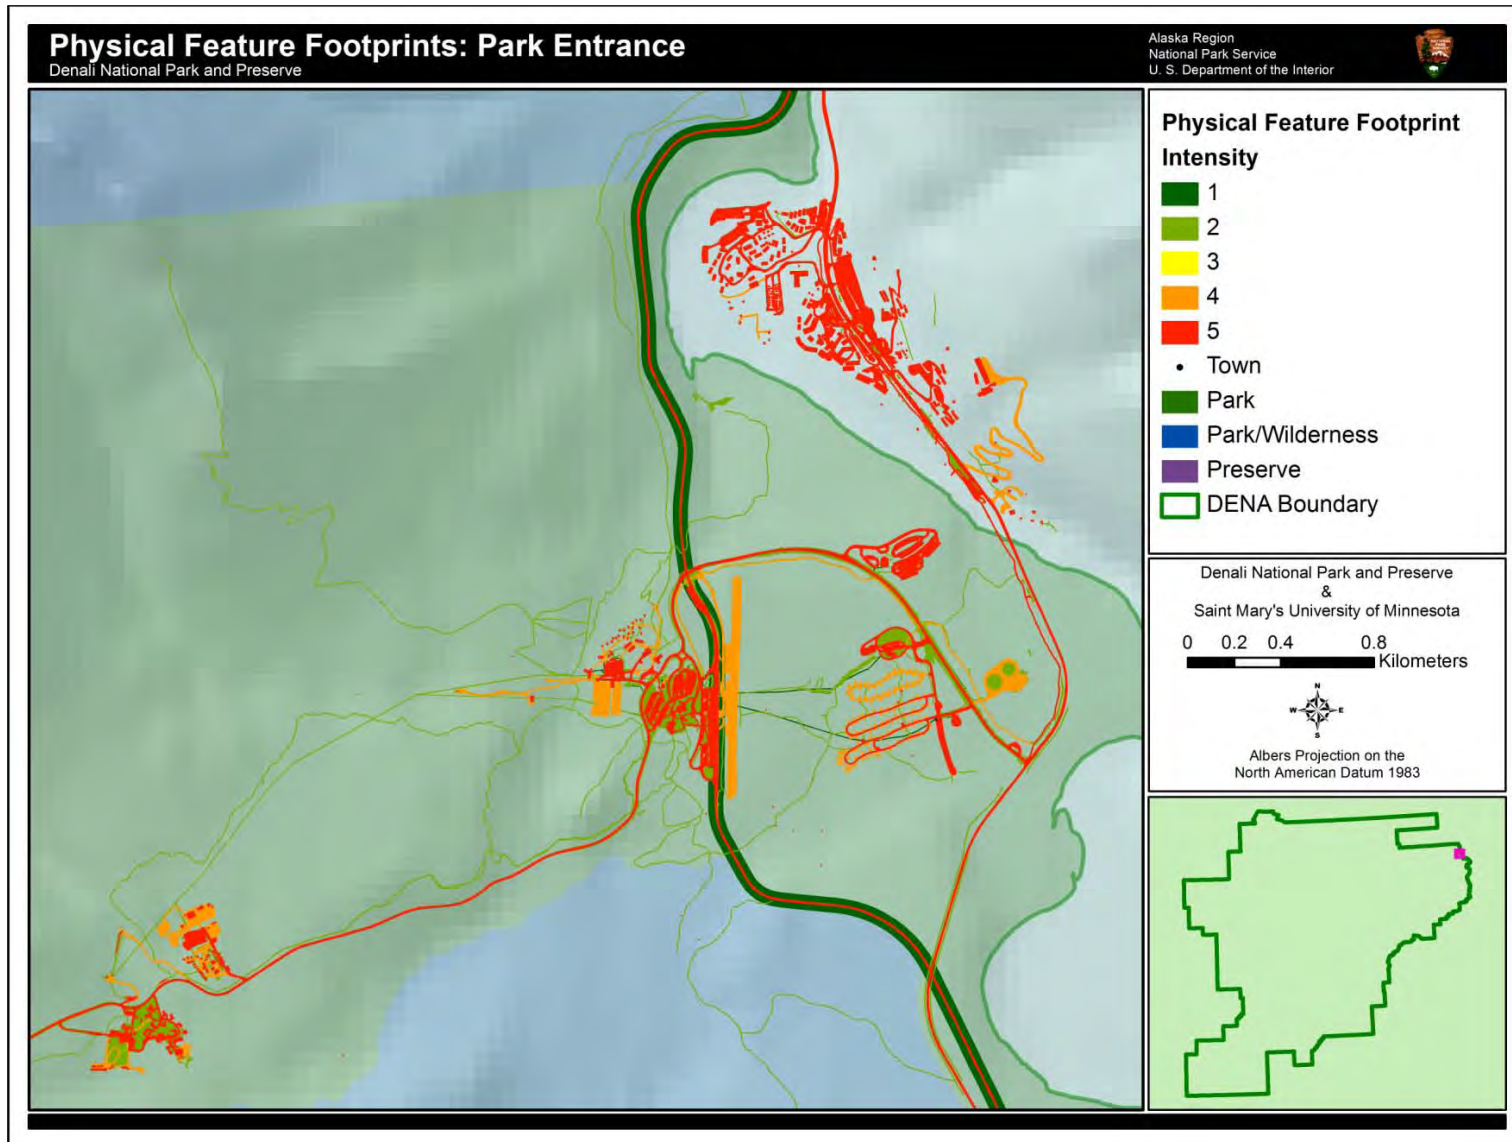 Physical Feature Footprints: Park Entrance
Denali National Park and Preserve
Alaska Region
National Park Service
U. S. Department of the Interior
Physical Feature Footprint
Intensity
1
2
3
4
5
Town
Park
Park/Wilderness
Preserve
DENA Boundary
Denali National Park and Preserve
&
Saint Mary's University of Minnesota
0 0.2 0.4 0.8
Kilometers
N
W E
S
Albers Projection on the
North American Datum 1983